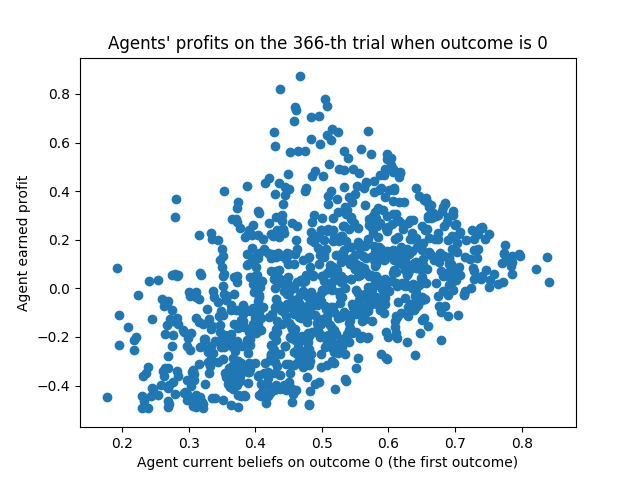 Agents' profits on the 366-th trial when outcome is 0
0.8
0.6
0.4
0.2
0.0
−0.2
−0.4
Agent earned profit
0.2 0.3 0.4 0.5 0.6 0.7 0.8
Agent current beliefs on outcome 0 (the first outcome)